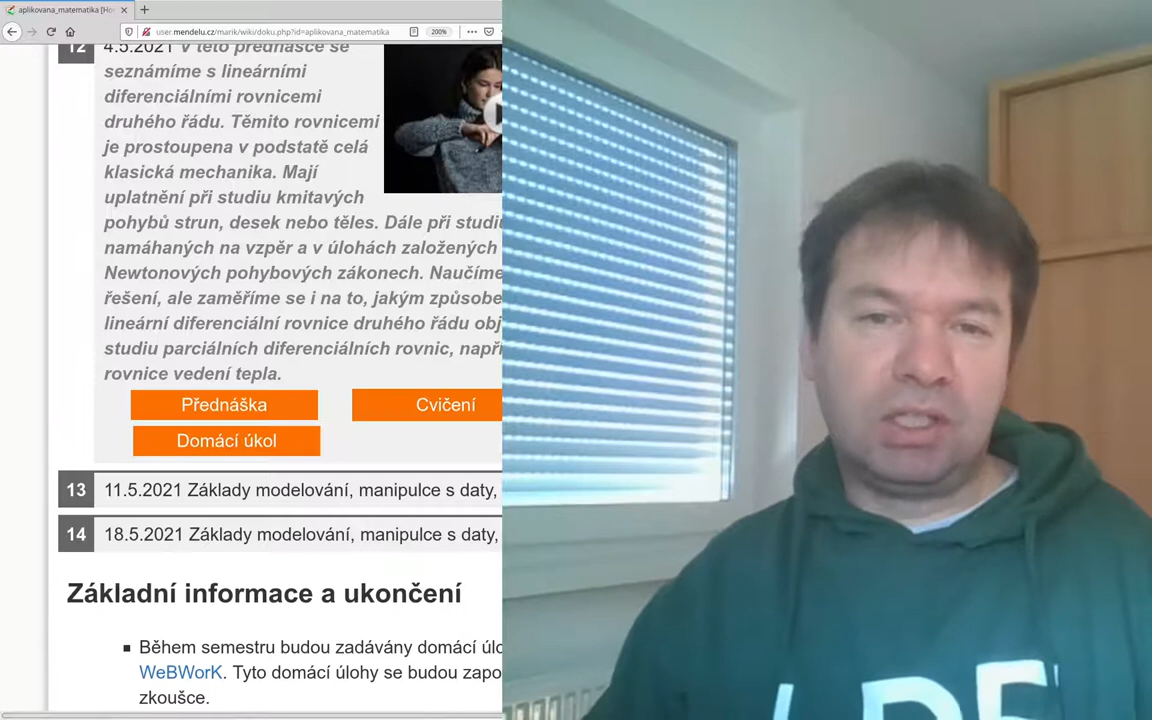 aplikovana_matematika [Ho
user.mendelu.cz/marik/wiki/doku.php?id=aplikovana_matematika
200%
12 4.5.2021 V této přednášce se
seznámíme s lineárními
diferenciálními rovnicemi
druhého řádu. Těmito rovnicemi
je prostoupena v podstatě celá
klasická mechanika. Mají
uplatnění při studiu kmitavých
pohybů strun, desek nebo těles. Dále při studi
namáhaných na vzpěr a v úlohách založených
Newtonových pohybových zákonech. Naučíme
řešení, ale zaměříme se i na to, jakým způsobe
lineární diferenciální rovnice druhého řádu obj
studiu parciálních diferenciálních rovnic, napři
rovnice vedení tepla.
Přednáška Cvičení
Domácí úkol
13 11.5.2021 Základy modelování, manipulce s daty,
14 18.5.2021 Základy modelování, manipulce s daty,
Základní informace a ukončení
Během semestru budou zadávány domácí úlo
WeBWorK. Tyto domácí úlohy se budou zapo
zkoušce.